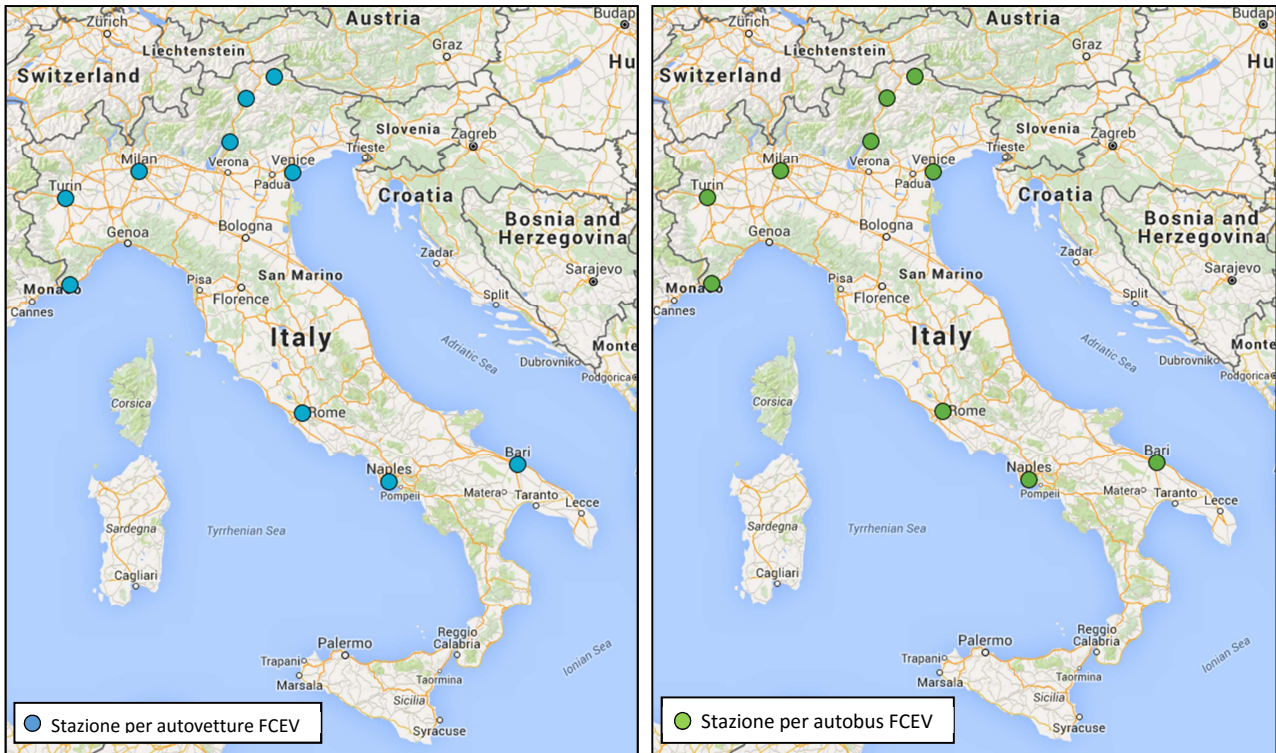 Zürich
Austria
Budap
Liechtenstein
Graz
Switzerland
Hu
Slovenia
Zagreb
Trieste
Milan
Verona
Venice
Padua
Turin
Croatia
Bologna
Bosnia and
Herzegovina
Genoa
Zadar
San Marino
Sarajevo
Pisa
Florence
Monaco
Split
Cannes
Italy
Adriatic Sea
Monte
Dubrovnik
Podgorica
Corsica
Rome
Bari
Naples
Pompeii
Matera
Taranto
Lecce
Sardegna
Tyrrhenian Sea
Cagliari
Reggio
Calabria
Palermo
Ionian Sea
Trapani
Marsala
Taormina
Sicilia
Syracuse
Stazione per autovetture FCEV
Zürich
Austria
Budap
Liechtenstein
Graz
Switzerland
Hu
Slovenia
Zagreb
Trieste
Milan
Verona
Venice
Padua
Turin
Croatia
Bologna
Bosnia and
Herzegovina
Genoa
Zadar
San Marino
Sarajevo
Pisa
Florence
Monaco
Split
Cannes
Italy
Adriatic Sea
Monte
Dubrovnik
Podgorica
Corsica
Rome
Bari
Naples
Pompeii
Matera
Taranto
Lecce
Sardegna
Tyrrhenian Sea
Cagliari
Reggio
Calabria
Palermo
Ionian Sea
Trapani
Marsala
Taormina
Sicilia
Syracuse
Stazione per autobus FCEV